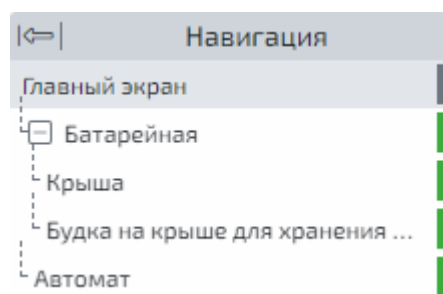 Навигация
Главный экран
Батарейная
Крыша
Будка на крыше для хранения ...
Автомат